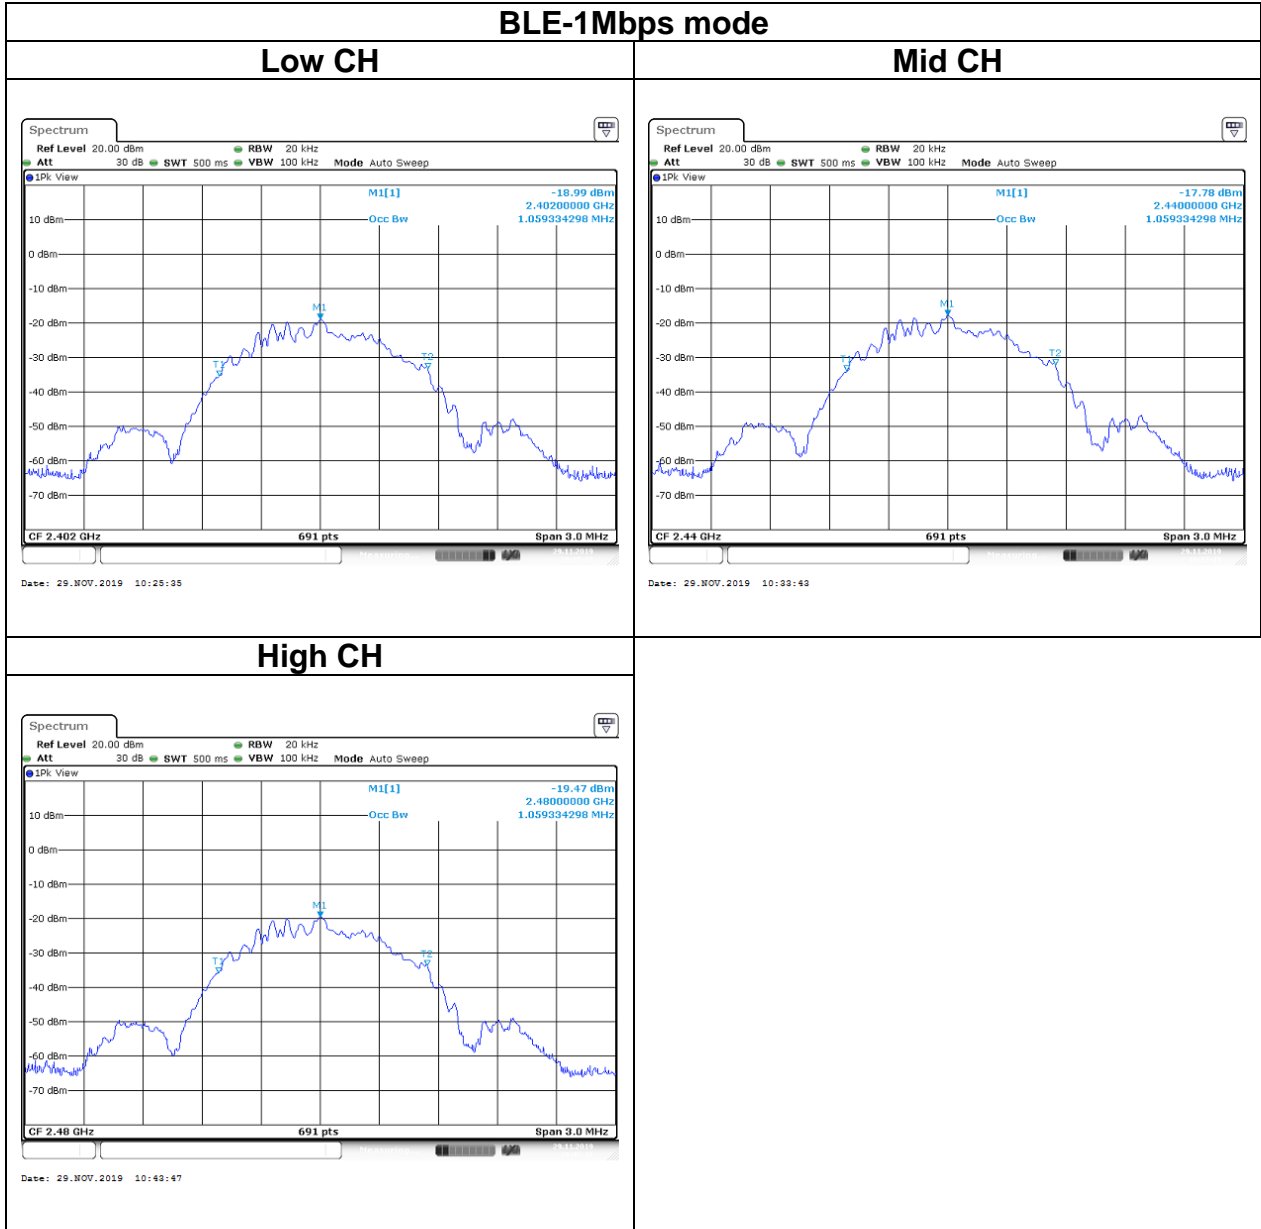 BLE-1Mbps mode
Low CH
Mid CH
Spectrum
Ref Level 20.00 dBm RBW 20 kHz
Att 30 dB SWT 500 ms VBW 100 kHz Mode Auto Sweep
1Pk View
M1[1] -18.99 dBm
2.40200000 GHz
Occ Bw 1.059334298 MHz
10 dBm
0 dBm
-10 dBm
M1
-20 dBm
-30 dBm
T1
T2
-40 dBm
-50 dBm
-60 dBm
-70 dBm
CF 2.402 GHz 691 pts Span 3.0 MHz
Date: 29.NOV.2019 10:25:35
Spectrum
Ref Level 20.00 dBm RBW 20 kHz
Att 30 dB SWT 500 ms VBW 100 kHz Mode Auto Sweep
1Pk View
M1[1] -17.78 dBm
2.44000000 GHz
Occ Bw 1.059334298 MHz
10 dBm
0 dBm
-10 dBm
M1
-20 dBm
-30 dBm
T1
T2
-40 dBm
-50 dBm
-60 dBm
-70 dBm
CF 2.44 GHz 691 pts Span 3.0 MHz
Date: 29.NOV.2019 10:33:43
High CH
Spectrum
Ref Level 20.00 dBm RBW 20 kHz
Att 30 dB SWT 500 ms VBW 100 kHz Mode Auto Sweep
1Pk View
M1[1] -19.47 dBm
2.48000000 GHz
Occ Bw 1.059334298 MHz
10 dBm
0 dBm
-10 dBm
M1
-20 dBm
-30 dBm
T1
T2
-40 dBm
-50 dBm
-60 dBm
-70 dBm
CF 2.48 GHz 691 pts Span 3.0 MHz
Date: 29.NOV.2019 10:43:47